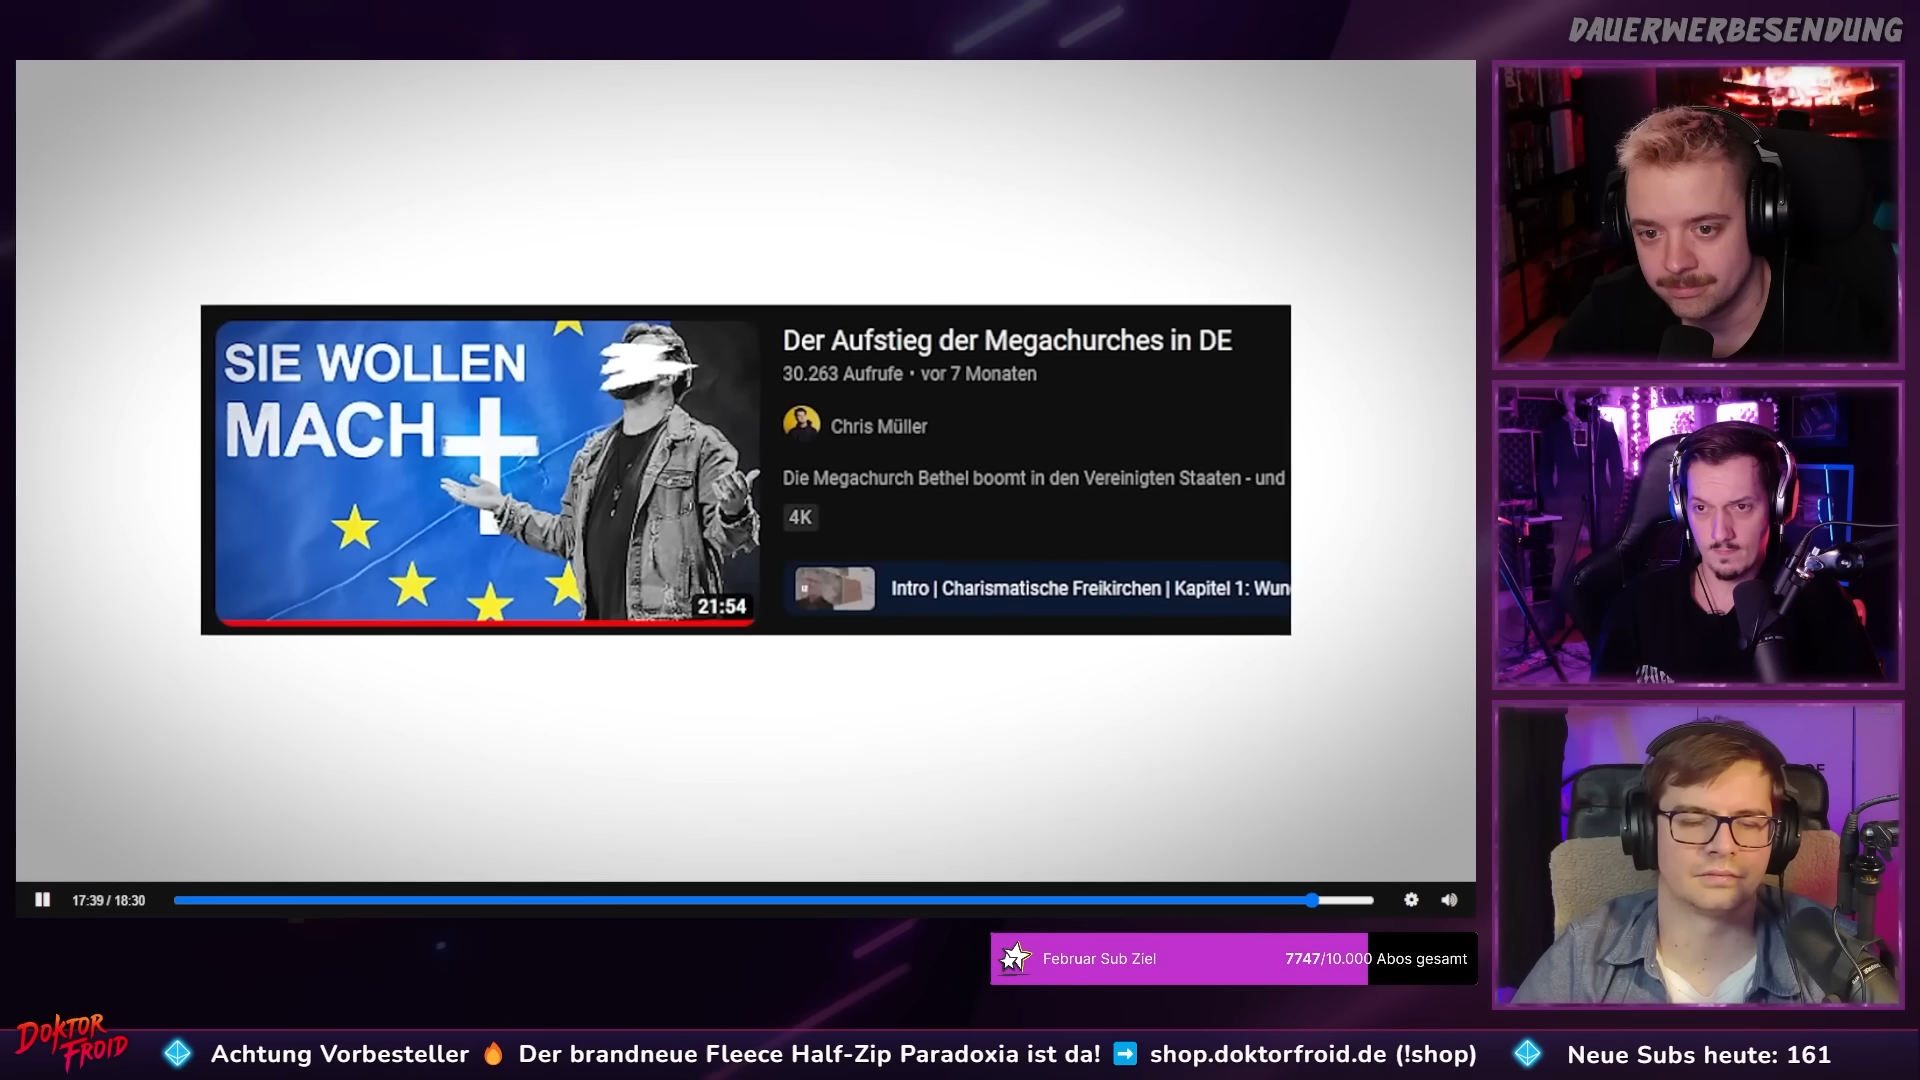 DAUERWERBESENDUNG
SIE WOLLEN
MACH
21:54
Der Aufstieg der Megachurches in DE
30.263 Aufrufe • vor 7 Monaten
Chris Müller
Die Megachurch Bethel boomt in den Vereinigten Staaten - und
4K
Intro | Charismatische Freikirchen | Kapitel 1: Wun
17:39 / 18:30
Februar Sub Ziel
7747/10.000 Abos gesamt
DOKTOR
FROID
Achtung Vorbesteller 🔥 Der brandneue Fleece Half-Zip Paradoxia ist da! ➡️ shop.doktorfroid.de (!shop)
Neue Subs heute: 161